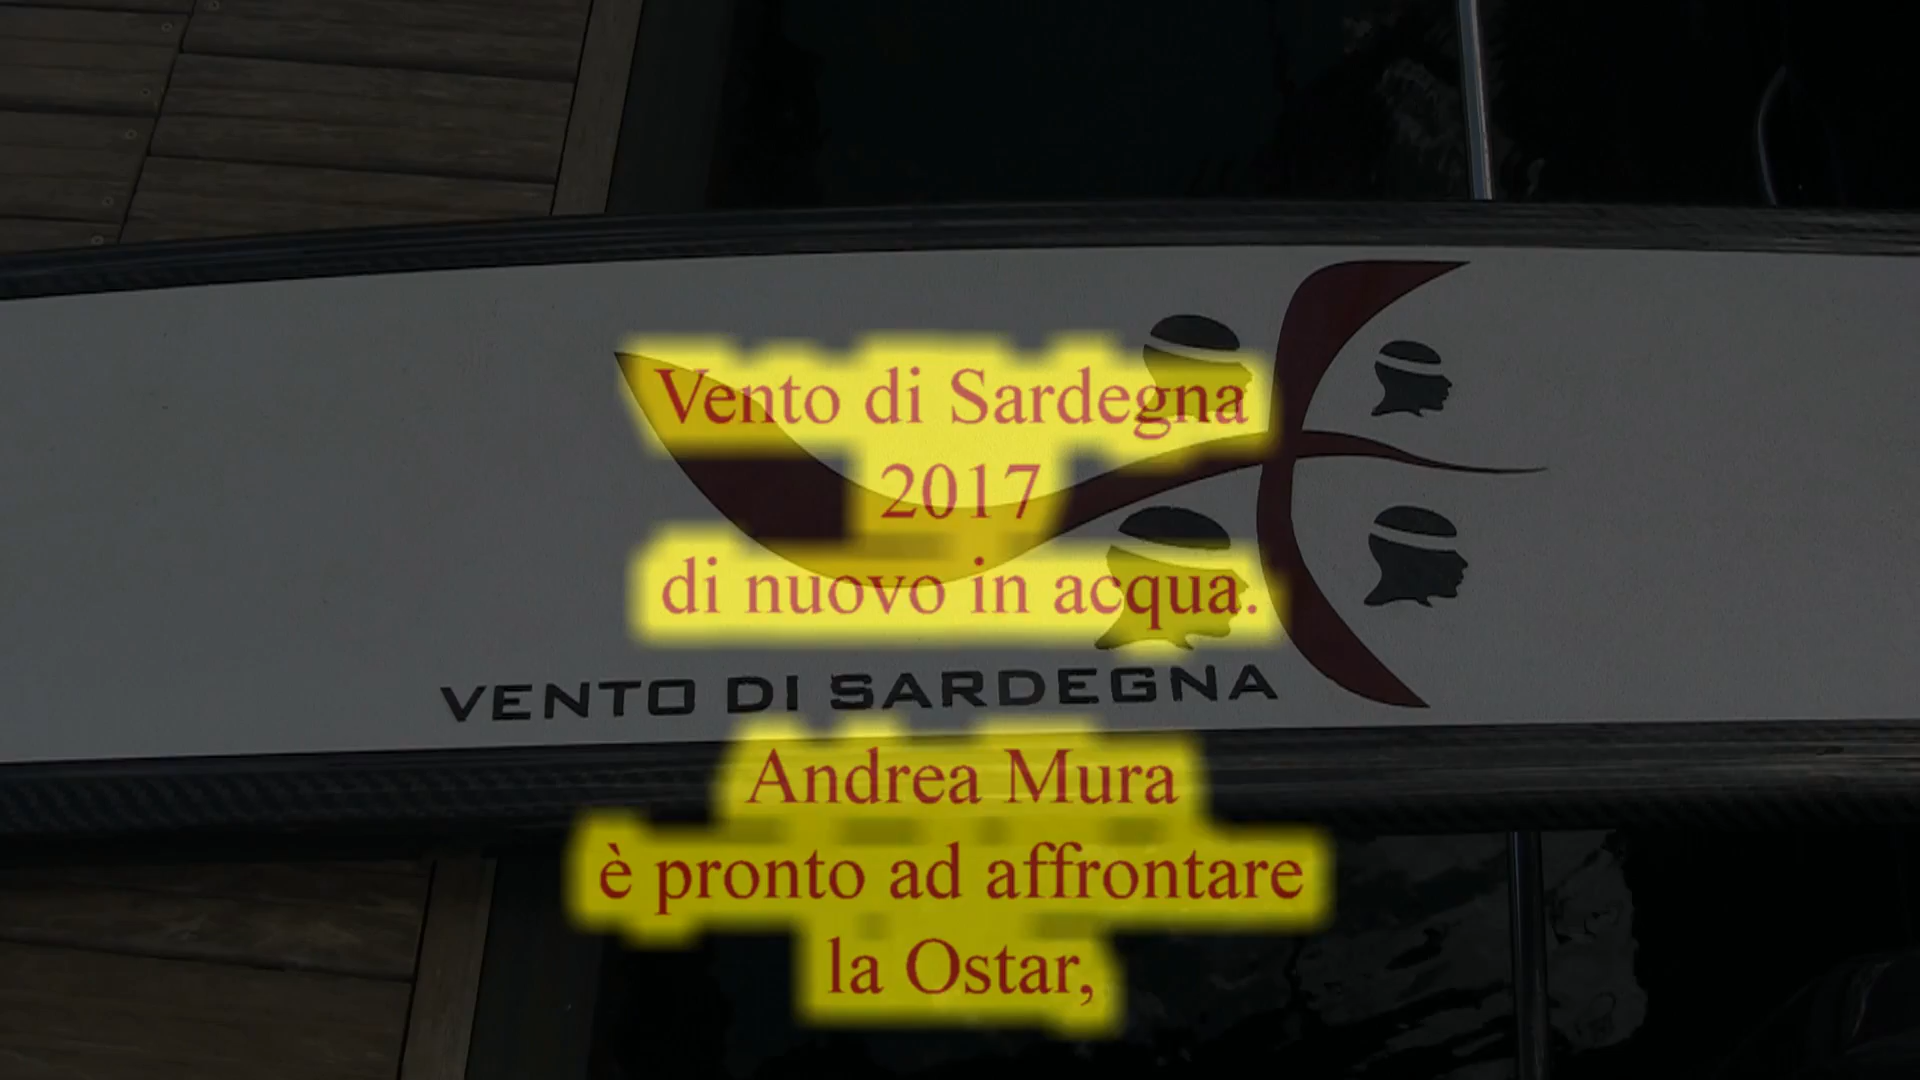 Vento di Sardegna
2017
di nuovo in acqua.
VENTO DI SARDEGNA
Andrea Mura
è pronto ad affrontare
la Ostar,